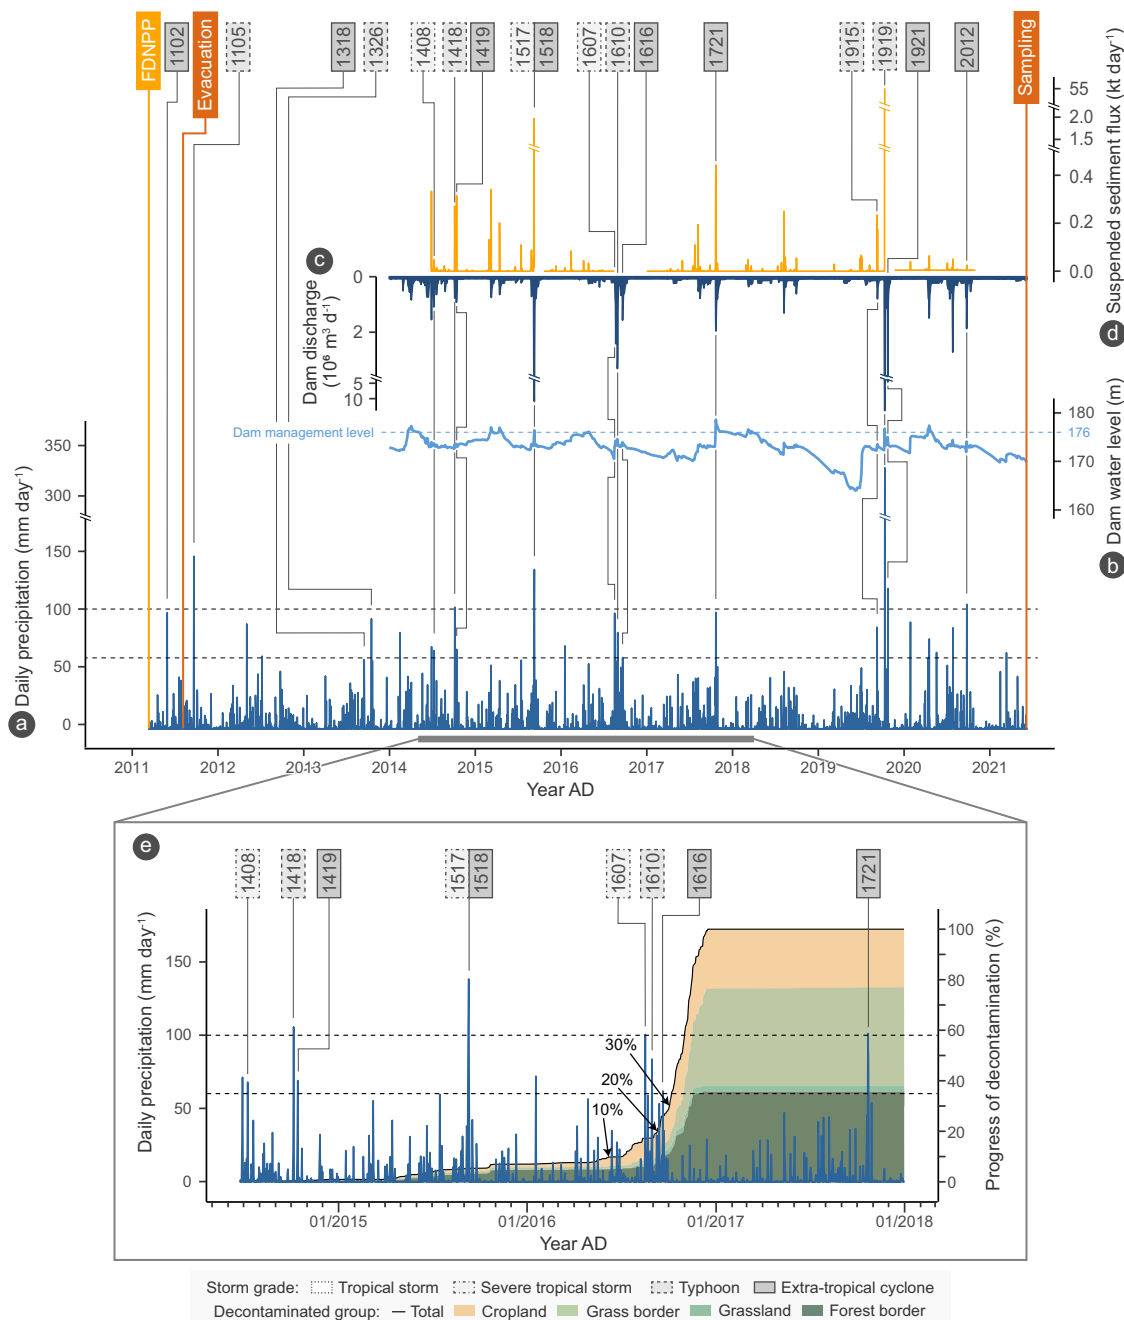 FDNPP
Evacuation
1102
1105
1318
1326
1408
1418
1419
1517
1518
1607
1610
1616
1721
1915
1919
1921
2012
Sampling
55
2.0
1.5
0.4
0.2
0.0
Suspended sediment flux (kt day⁻¹)
d
c
0
2
5
10
Dam discharge
(10⁶ m³ d⁻¹)
Dam management level
180
176
170
160
Dam water level (m)
b
350
300
150
100
50
0
Daily precipitation (mm day⁻¹)
a
2011 2012 2013 2014 2015 2016 2017 2018 2019 2020 2021
Year AD
e
1408
1418
1419
1517
1518
1607
1610
1616
1721
150
100
50
0
Daily precipitation (mm day⁻¹)
30%
20%
10%
100
80
60
40
20
0
Progress of decontamination (%)
01/2015 01/2016 01/2017 01/2018
Year AD
Storm grade: Tropical storm Severe tropical storm Typhoon Extra-tropical cyclone
Decontaminated group: Total Cropland Grass border Grassland Forest border